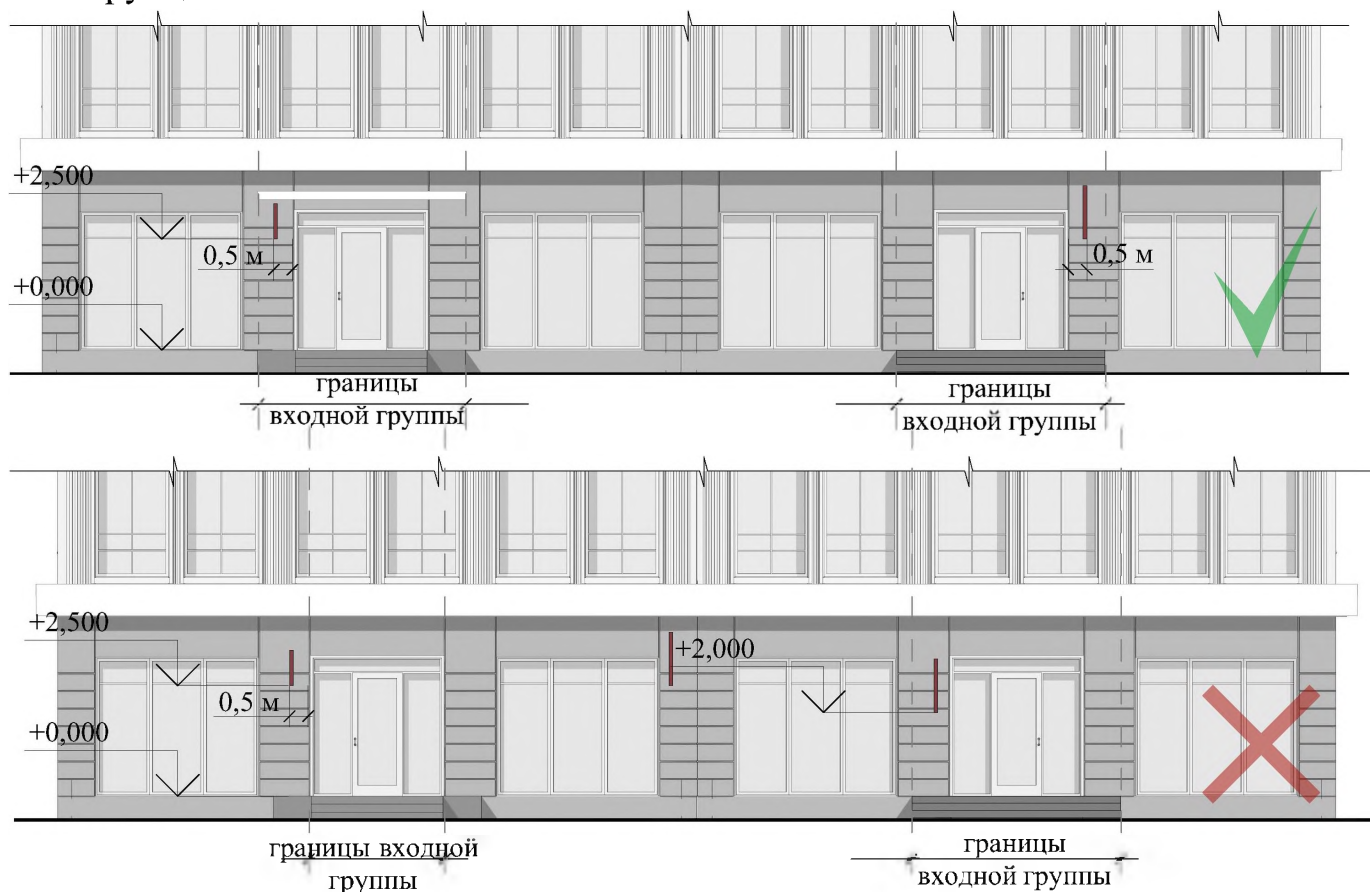 +2,500
0,5 м
0,5 м
+0,000
границы
входной группы
границы
входной группы
+2,500
+2,000
0,5 м
+0,000
границы входной
группы
границы
входной группы